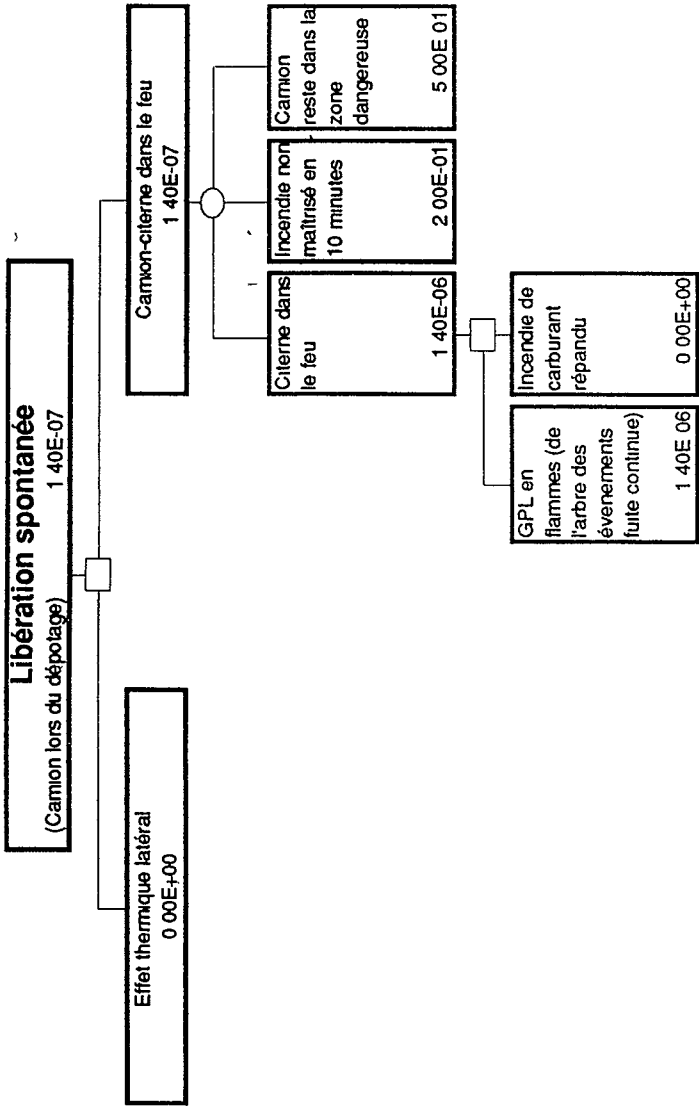 Libération spontanée
(Camion lors du dépotage)
1 40E-07
Effet thermique latéral
0 00E+00
Camion-citerne dans le feu
1 40E-07
Citerne dans
le feu
1 40E-06
Incendie non
maîtrisé en
10 minutes
2 00E-01
Camion
reste dans la
zone
dangereuse
5 00E 01
GPL en
flammes (de
l'arbre des
évenements
fuite continue)
1 40E 06
Incendie de
carburant
répandu
0 00E+00